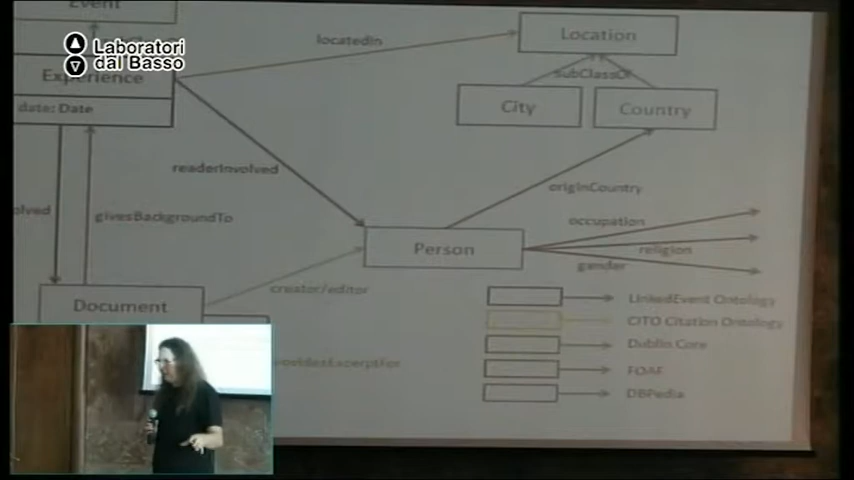 Event
Laboratori
dal Basso
Experience
date: Date
locatedIn
Location
subClassOf
City
Country
readerInvolved
originCountry
olved
givesBackgroundTo
occupation
religion
gender
Person
creator/editor
Document
LinkedEvent Ontology
CITO Citation Ontology
Dublin Core
FOAF
DBPedia